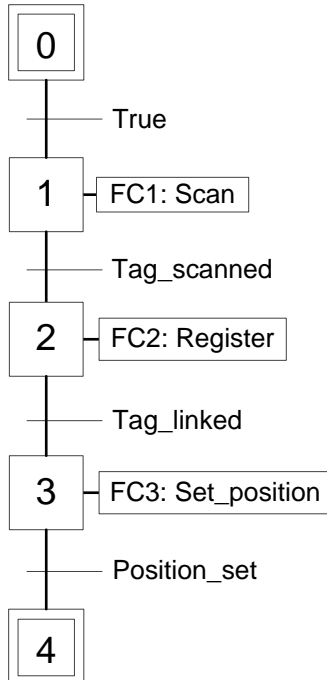 0
True
1
FC1: Scan
Tag_scanned
2
FC2: Register
Tag_linked
3
FC3: Set_position
Position_set
4